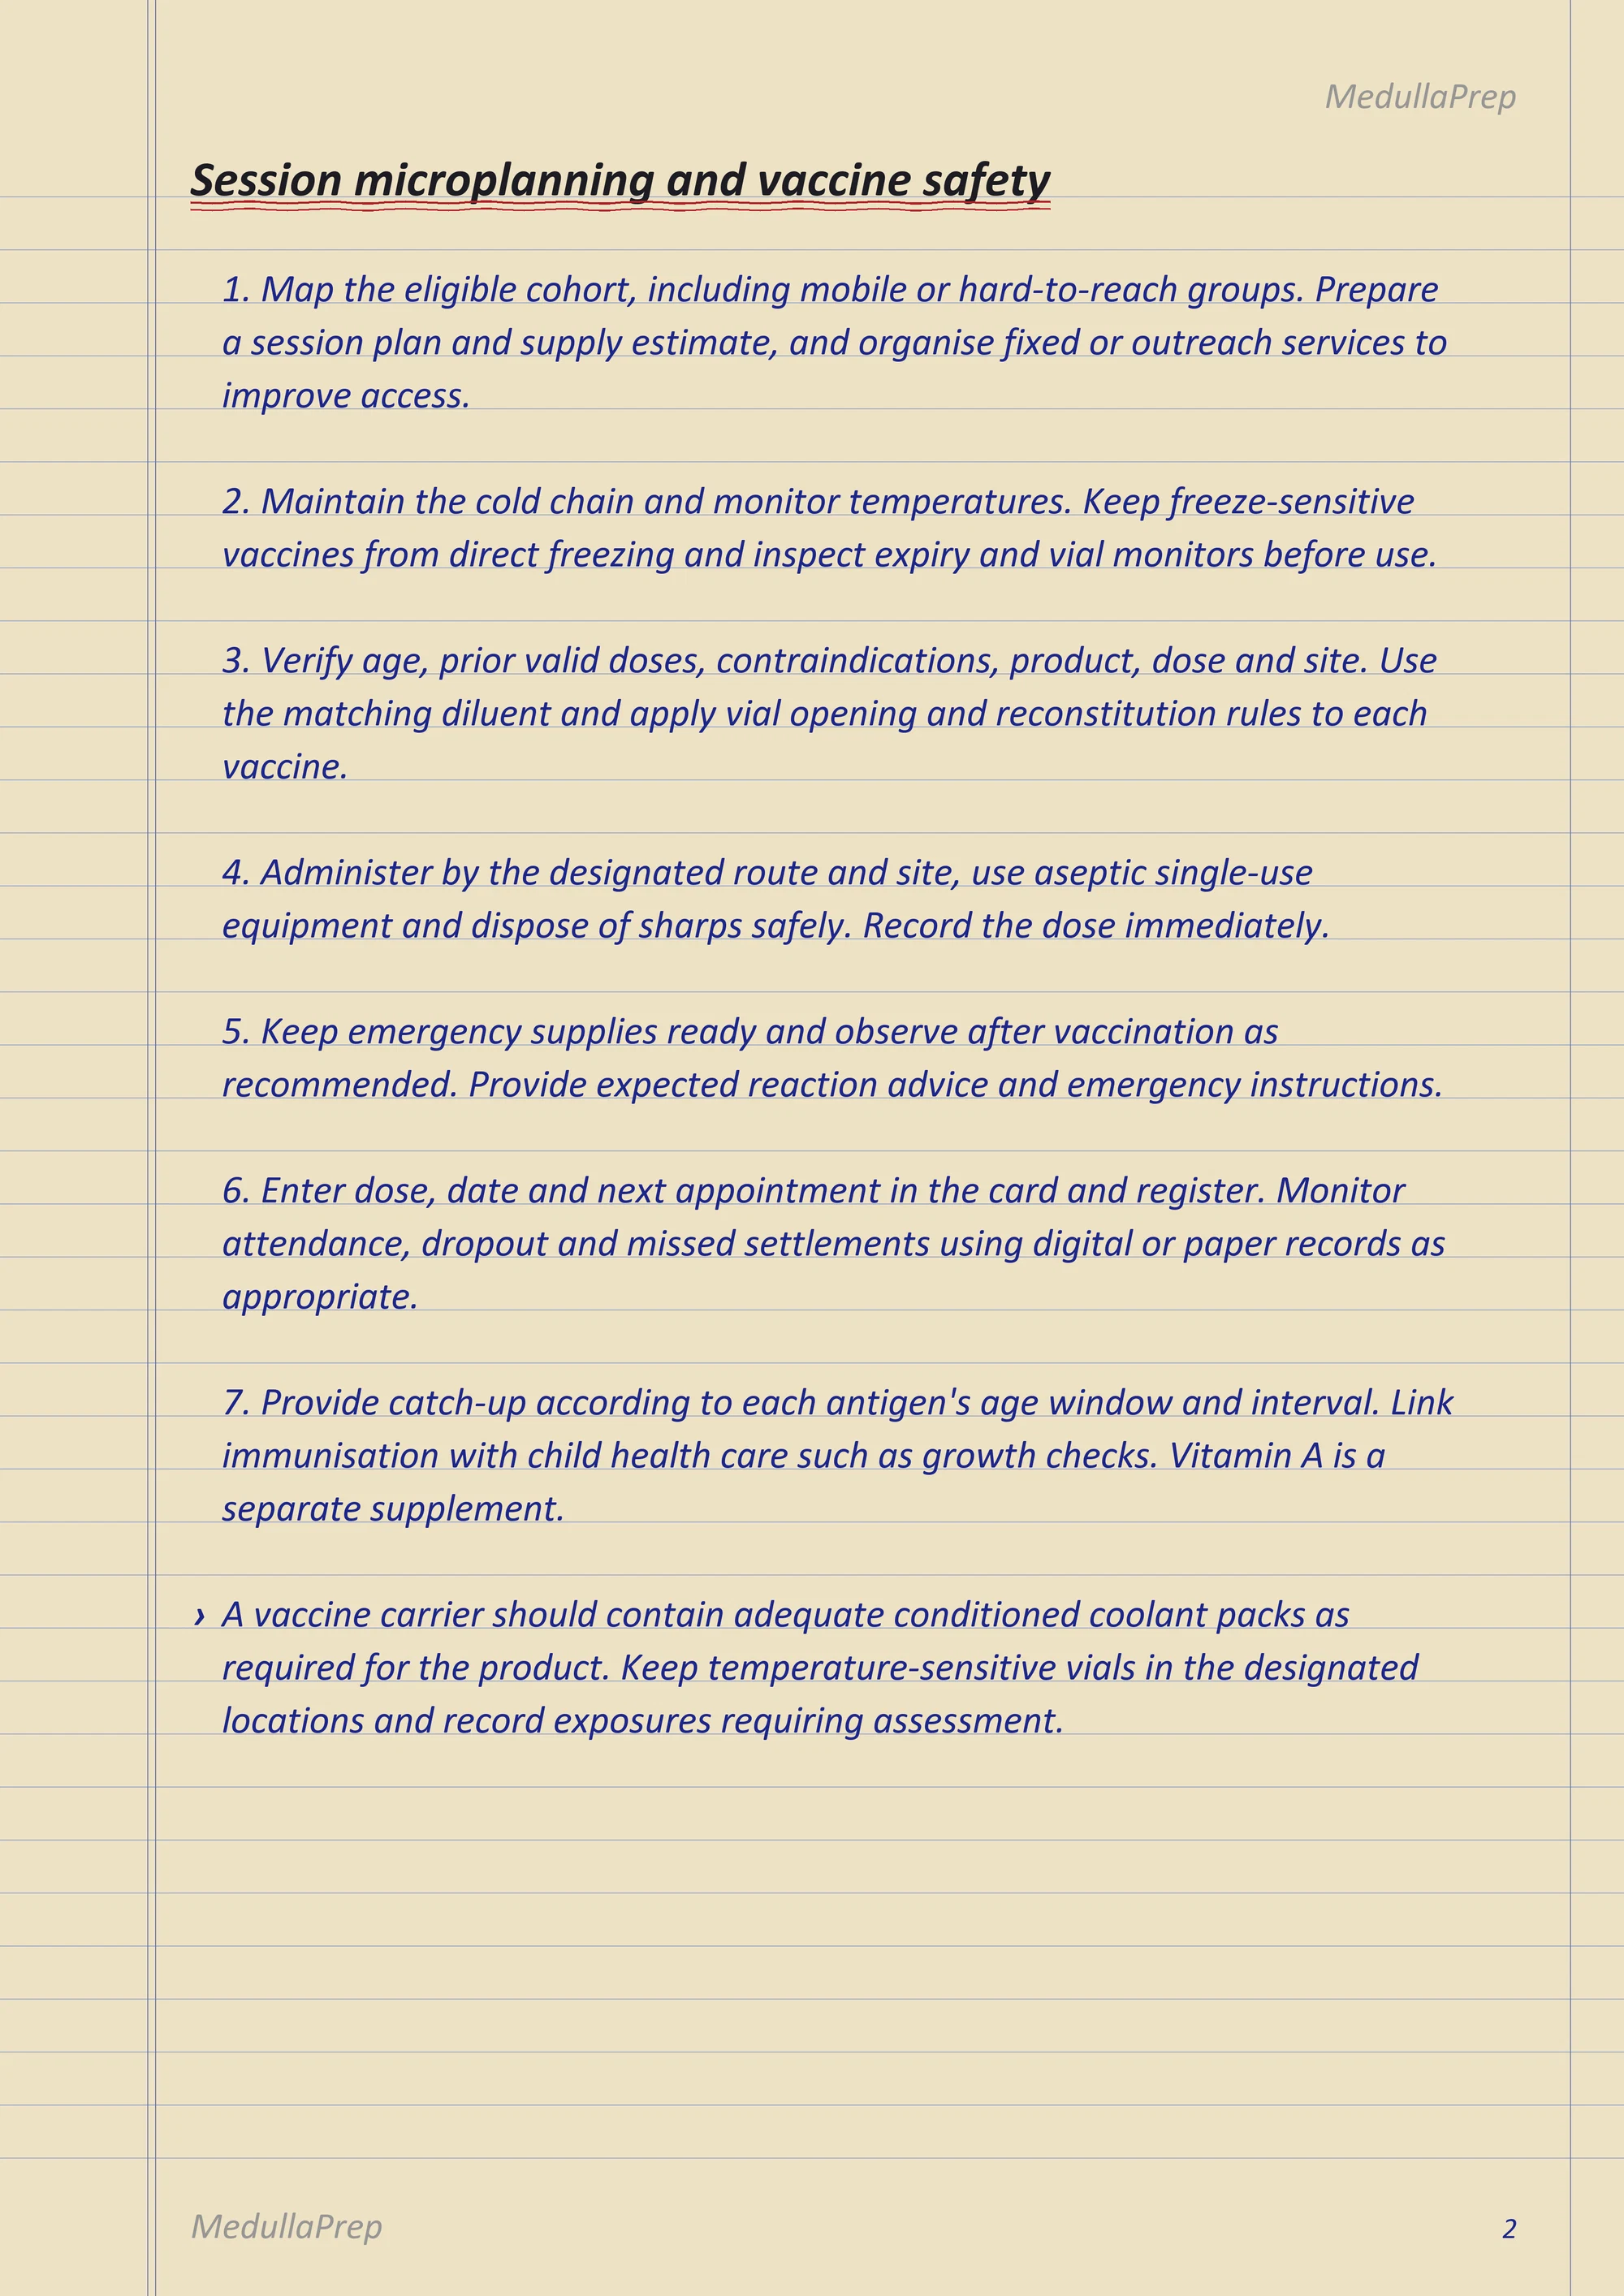 MedullaPrep
Session microplanning and vaccine safety
1. Map the eligible cohort, including mobile or hard-to-reach groups. Prepare
a session plan and supply estimate, and organise fixed or outreach services to
improve access.
2. Maintain the cold chain and monitor temperatures. Keep freeze-sensitive
vaccines from direct freezing and inspect expiry and vial monitors before use.
3. Verify age, prior valid doses, contraindications, product, dose and site. Use
the matching diluent and apply vial opening and reconstitution rules to each
vaccine.
4. Administer by the designated route and site, use aseptic single-use
equipment and dispose of sharps safely. Record the dose immediately.
5. Keep emergency supplies ready and observe after vaccination as
recommended. Provide expected reaction advice and emergency instructions.
6. Enter dose, date and next appointment in the card and register. Monitor
attendance, dropout and missed settlements using digital or paper records as
appropriate.
7. Provide catch-up according to each antigen's age window and interval. Link
immunisation with child health care such as growth checks. Vitamin A is a
separate supplement.
› A vaccine carrier should contain adequate conditioned coolant packs as
required for the product. Keep temperature-sensitive vials in the designated
locations and record exposures requiring assessment.
MedullaPrep
2